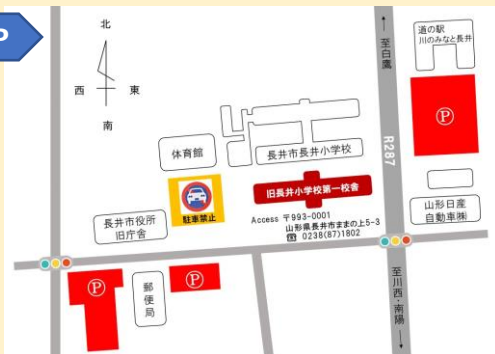 P
北
西 東
南
至白鷹
道の駅
川のみなと長井
R287
P
体育館
長井市長井小学校
駐車禁止
旧長井小学校第一校舎
Access 〒993-0001
山形県長井市ままの上5-3
☎ 0238(87)1802
長井市役所
旧庁舎
山形日産
自動車㈱
P
郵便局
P
至川西・南陽